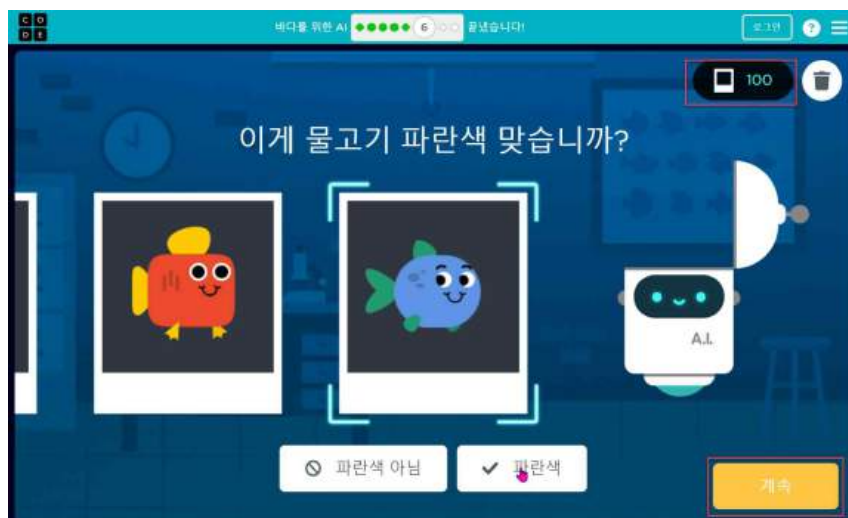 CODE
바다를 위한 AI 6 끝냈습니다!
로그인
?
100
이게 물고기 파란색 맞습니까?
A.I.
파란색 아님
파란색
계속